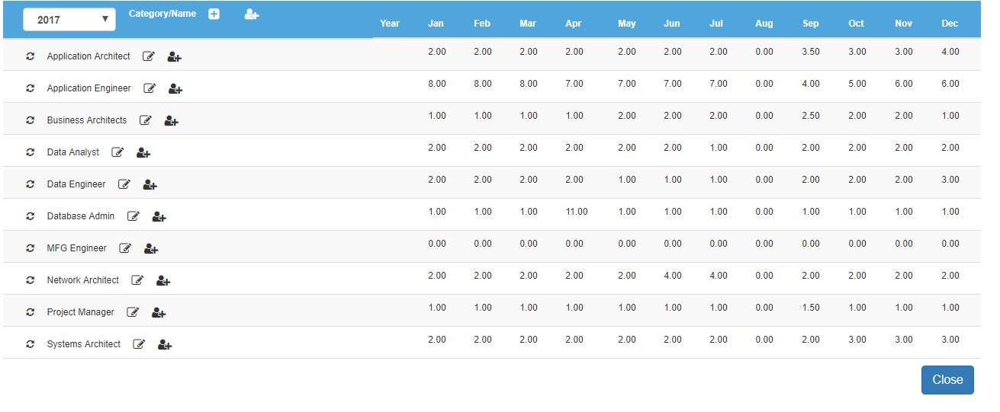 2017 Category/Name
Year Jan Feb Mar Apr May Jun Jul Aug Sep Oct Nov Dec
Application Architect 2.00 2.00 2.00 2.00 2.00 2.00 2.00 0.00 3.50 3.00 3.00 4.00
Application Engineer 8.00 8.00 8.00 7.00 7.00 7.00 7.00 0.00 4.00 5.00 6.00 6.00
Business Architects 1.00 1.00 1.00 1.00 2.00 2.00 2.00 0.00 2.50 2.00 2.00 1.00
Data Analyst 2.00 2.00 2.00 2.00 2.00 2.00 1.00 0.00 2.00 2.00 2.00 2.00
Data Engineer 2.00 2.00 2.00 2.00 1.00 1.00 1.00 0.00 2.00 2.00 2.00 3.00
Database Admin 1.00 1.00 1.00 11.00 1.00 1.00 1.00 0.00 1.00 1.00 1.00 1.00
MFG Engineer 0.00 0.00 0.00 0.00 0.00 0.00 0.00 0.00 0.00 0.00 0.00 0.00
Network Architect 2.00 2.00 2.00 2.00 2.00 4.00 4.00 0.00 2.00 2.00 2.00 2.00
Project Manager 1.00 1.00 1.00 1.00 1.00 1.00 1.00 0.00 1.50 1.00 1.00 1.00
Systems Architect 2.00 2.00 2.00 2.00 2.00 2.00 2.00 0.00 2.00 3.00 3.00 3.00
Close